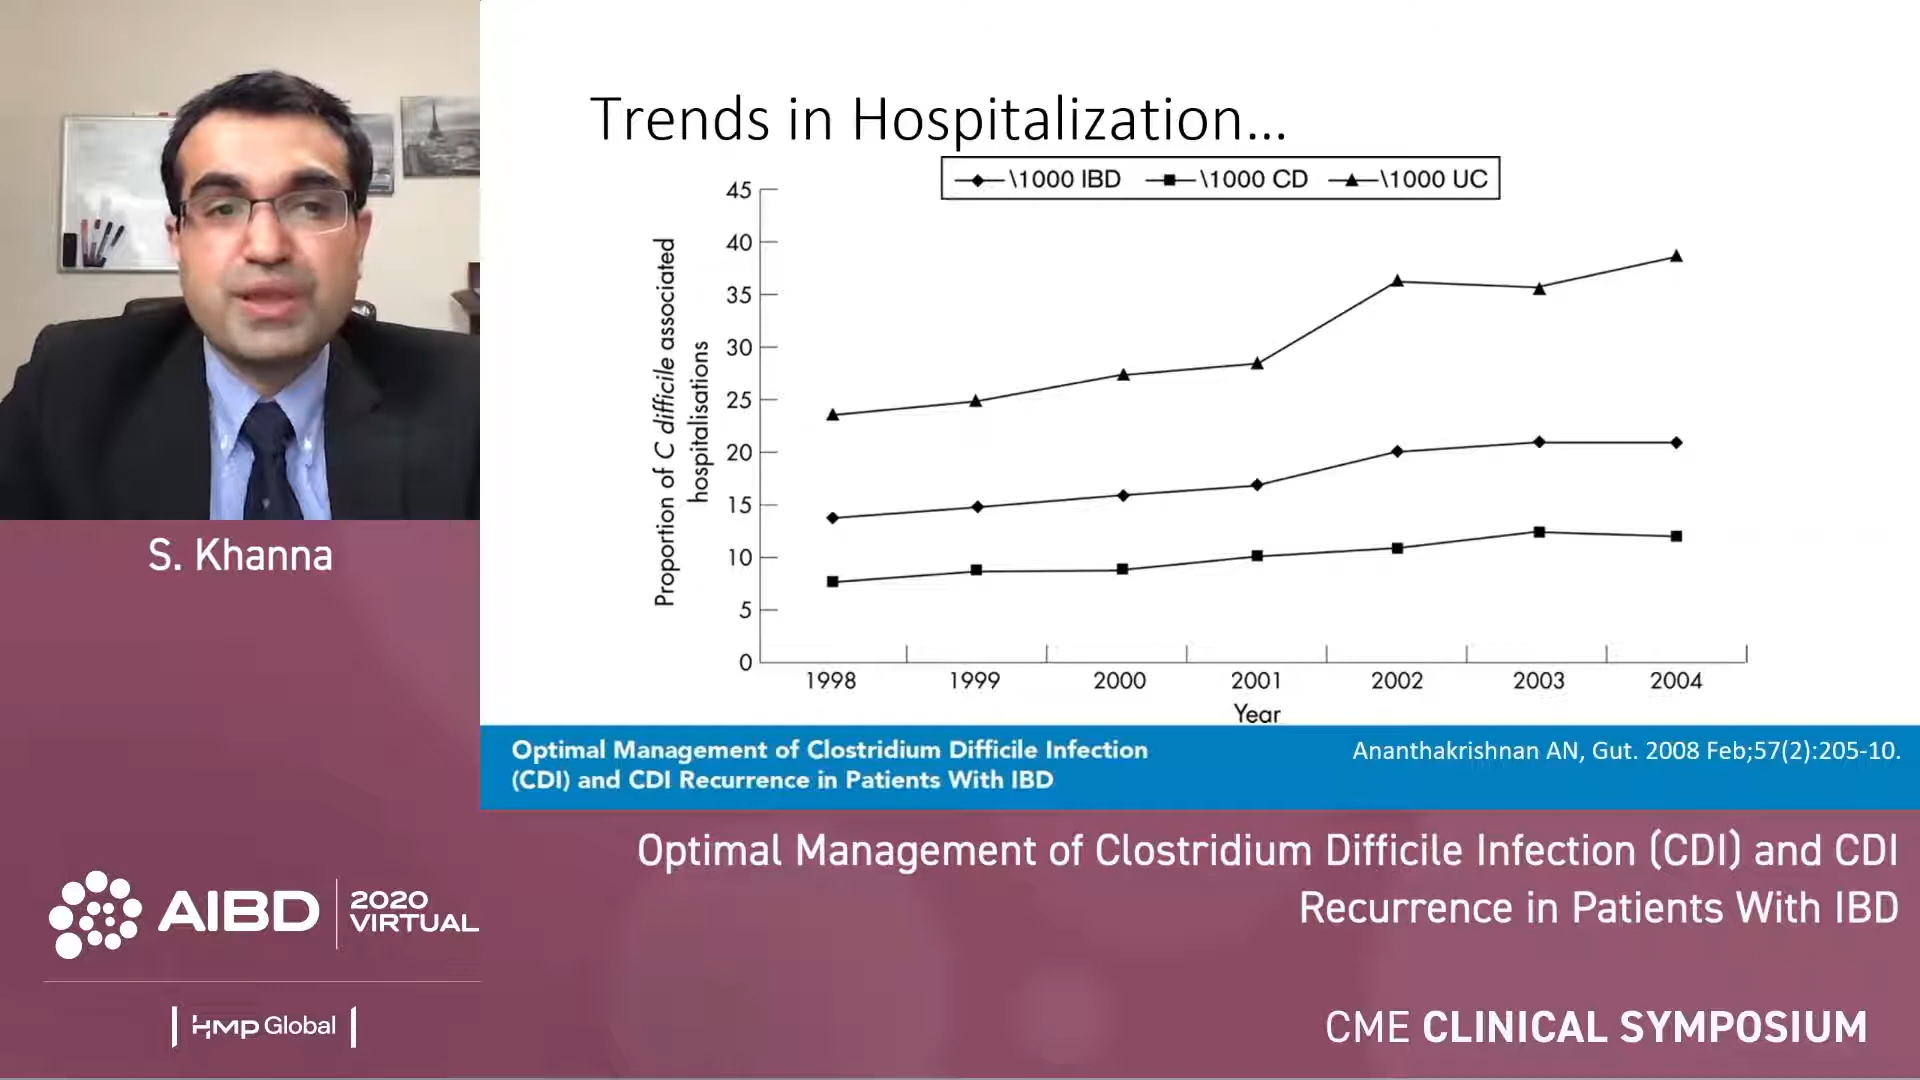 Trends in Hospitalization...
\1000 IBD \1000 CD \1000 UC
Proportion of C difficile associated
hospitalisations
45
40
35
30
25
20
15
10
5
0
1998 1999 2000 2001 2002 2003 2004
Year
Optimal Management of Clostridium Difficile Infection
(CDI) and CDI Recurrence in Patients With IBD
Ananthakrishnan AN, Gut. 2008 Feb;57(2):205-10.
S. Khanna
Optimal Management of Clostridium Difficile Infection (CDI) and CDI
Recurrence in Patients With IBD
AIBD 2020
VIRTUAL
HMP Global
CME CLINICAL SYMPOSIUM